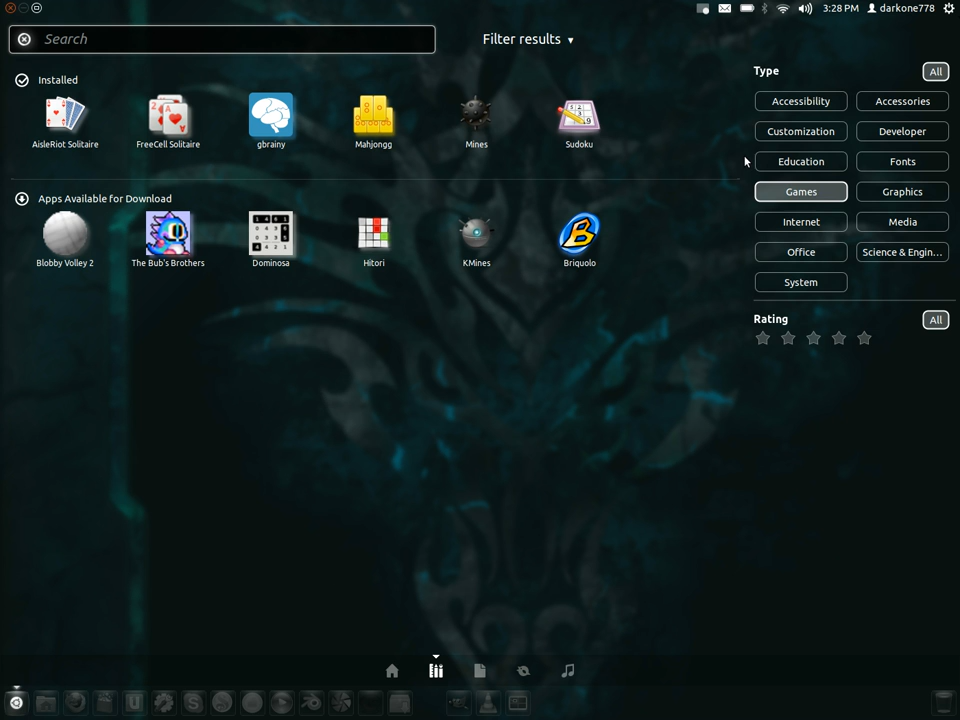 3:28 PM darkone778
Search
Filter results ▾
Type All
Installed
Accessibility Accessories
Customization Developer
AisleRiot Solitaire FreeCell Solitaire gbrainy Mahjongg Mines Sudoku
Education Fonts
Games Graphics
Apps Available for Download
Internet Media
Office Science & Engin...
Blobby Volley 2 The Bub's Brothers Dominosa Hitori KMines Briquolo
System
Rating All